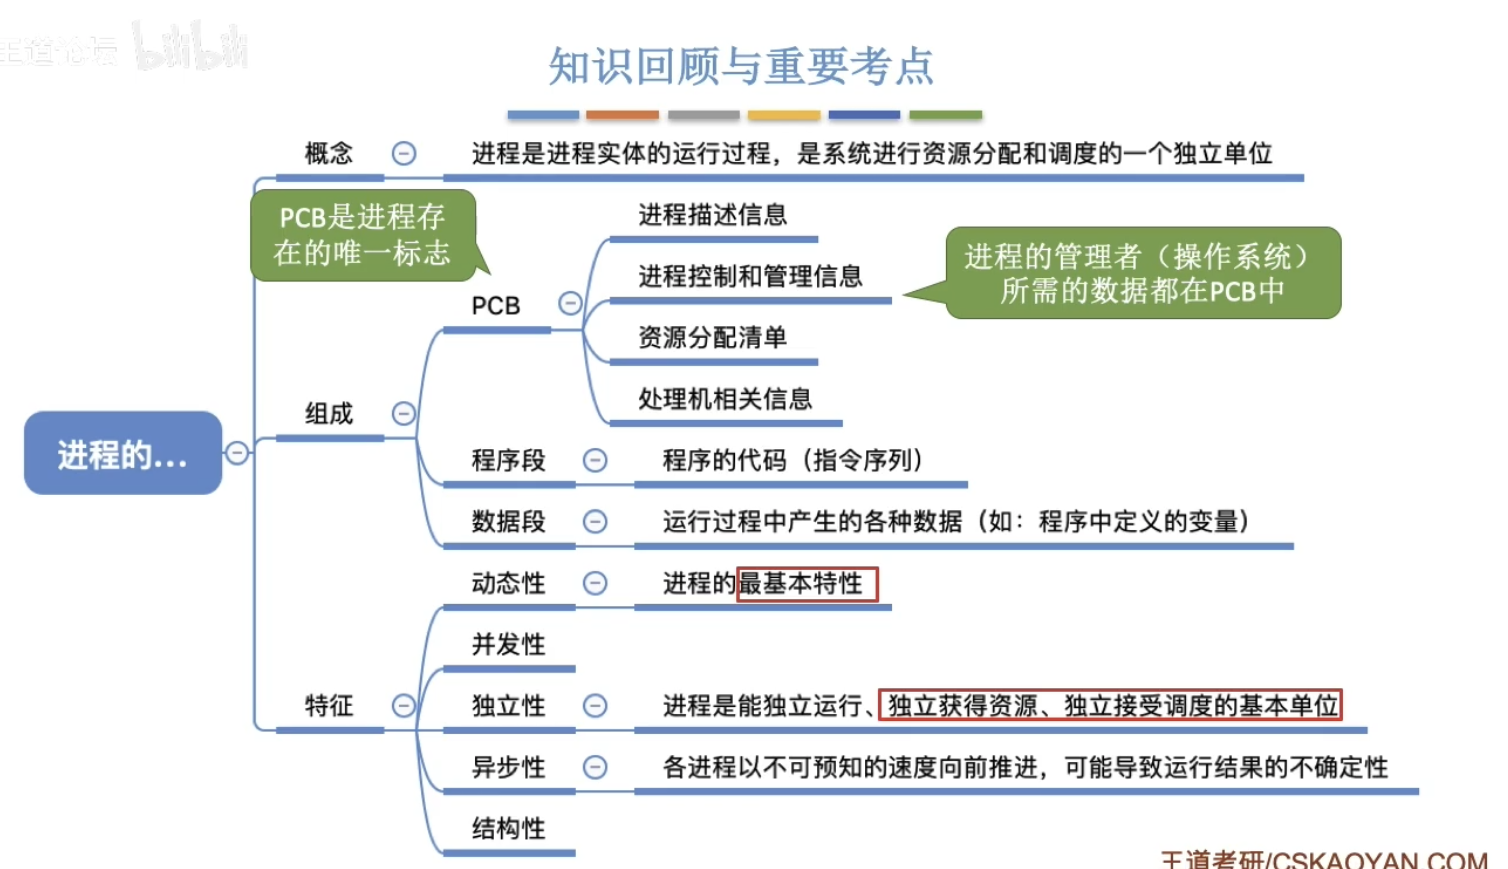 王道论坛 bilibili
知识回顾与重要考点
概念
进程是进程实体的运行过程，是系统进行资源分配和调度的一个独立单位
PCB是进程存
在的唯一标志
进程描述信息
进程的管理者（操作系统）
所需的数据都在PCB中
进程控制和管理信息
PCB
资源分配清单
处理机相关信息
组成
进程的...
程序段
程序的代码（指令序列）
数据段
运行过程中产生的各种数据（如：程序中定义的变量）
动态性
进程的最基本特性
并发性
特征
独立性
进程是能独立运行、独立获得资源、独立接受调度的基本单位
异步性
各进程以不可预知的速度向前推进，可能导致运行结果的不确定性
结构性
王道考研/CSKAOYAN.COM